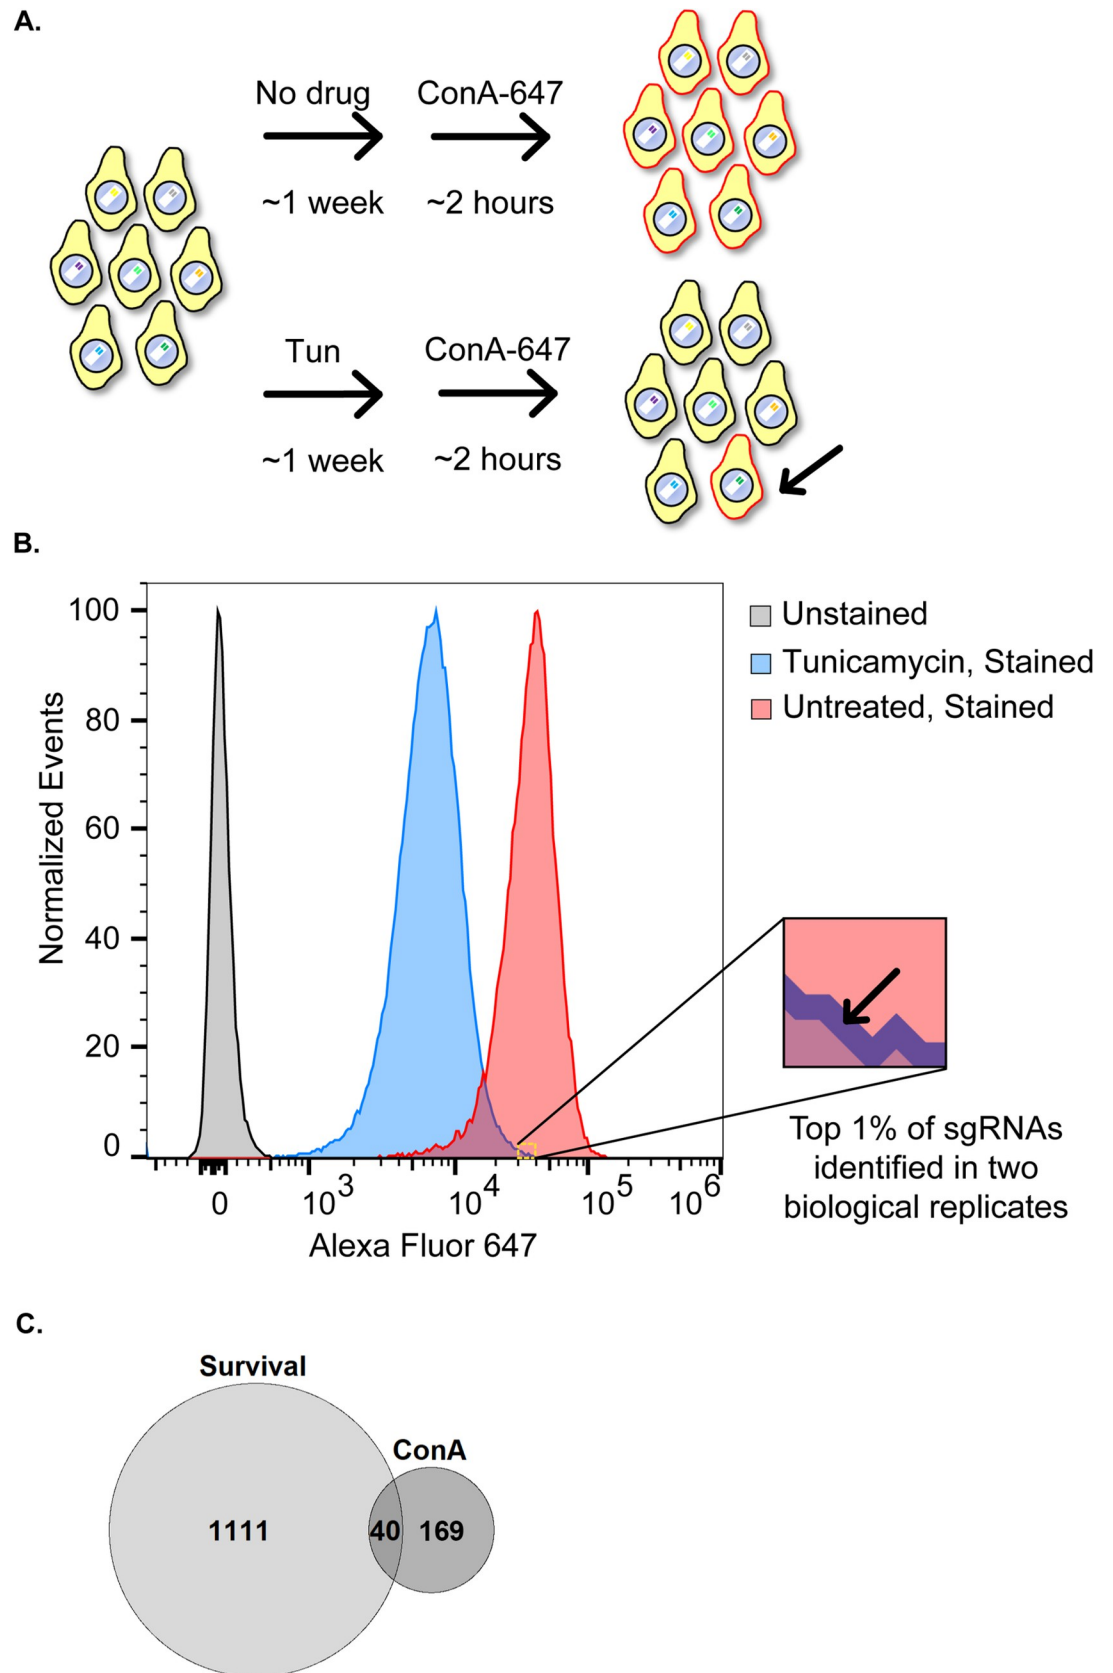 A.
No drug ConA-647
~1 week ~2 hours
Tun ConA-647
~1 week ~2 hours
B.
100
80
60
40
20
0
Normalized Events
0 10^3 10^4 10^5 10^6
Alexa Fluor 647
Unstained
Tunicamycin, Stained
Untreated, Stained
Top 1% of sgRNAs
identified in two
biological replicates
C.
Survival
ConA
1111 40 169